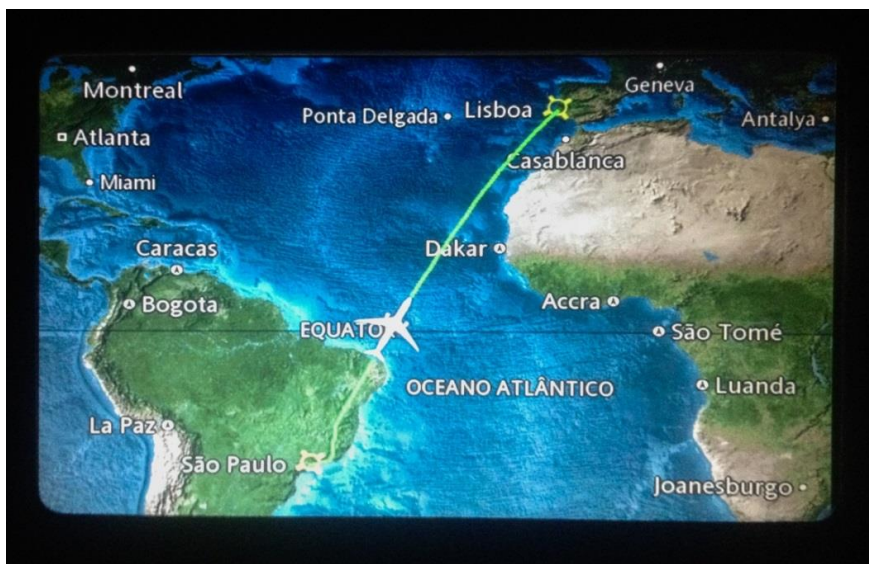 Montreal
Geneva
Ponta Delgada
Lisboa
Antalya
Atlanta
Casablanca
Miami
Caracas
Dakar
Bogota
Accra
EQUATO
São Tomé
OCEANO ATLÂNTICO
Luanda
La Paz
São Paulo
Joanesburgo